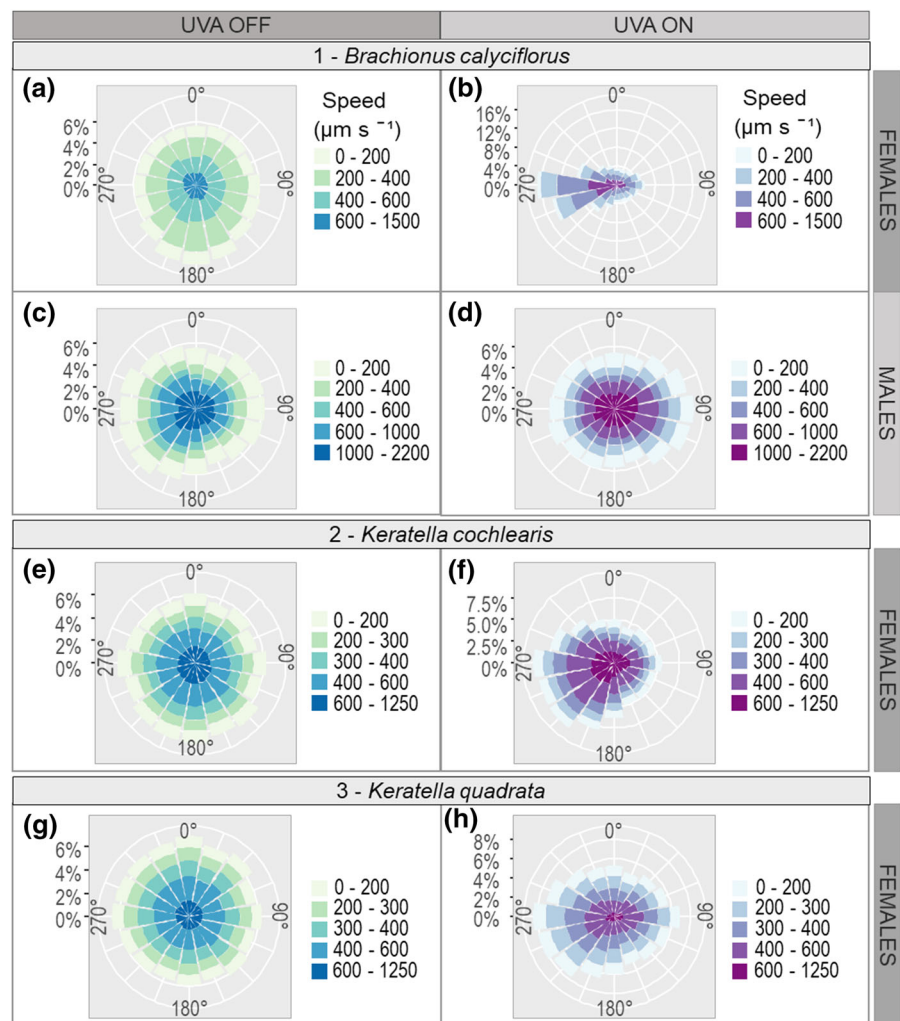 UVA OFF
UVA ON
1 - Brachionus calyciflorus
(a)
0°
6%
4%
2%
0%
270°
90°
180°
Speed
(µm s⁻¹)
0 - 200
200 - 400
400 - 600
600 - 1500
(b)
0°
16%
12%
8%
4%
0%
270°
90°
180°
Speed
(µm s⁻¹)
0 - 200
200 - 400
400 - 600
600 - 1500
FEMALES
(c)
0°
6%
4%
2%
0%
270°
90°
180°
0 - 200
200 - 400
400 - 600
600 - 1000
1000 - 2200
(d)
0°
6%
4%
2%
0%
270°
90°
180°
0 - 200
200 - 400
400 - 600
600 - 1000
1000 - 2200
MALES
2 - Keratella cochlearis
(e)
0°
6%
4%
2%
0%
270°
90°
180°
0 - 200
200 - 300
300 - 400
400 - 600
600 - 1250
(f)
0°
7.5%
5.0%
2.5%
0%
270°
90°
180°
0 - 200
200 - 300
300 - 400
400 - 600
600 - 1250
FEMALES
3 - Keratella quadrata
(g)
0°
6%
4%
2%
0%
270°
90°
180°
0 - 200
200 - 300
300 - 400
400 - 600
600 - 1250
(h)
0°
8%
6%
4%
2%
0%
270°
90°
180°
0 - 200
200 - 300
300 - 400
400 - 600
600 - 1250
FEMALES